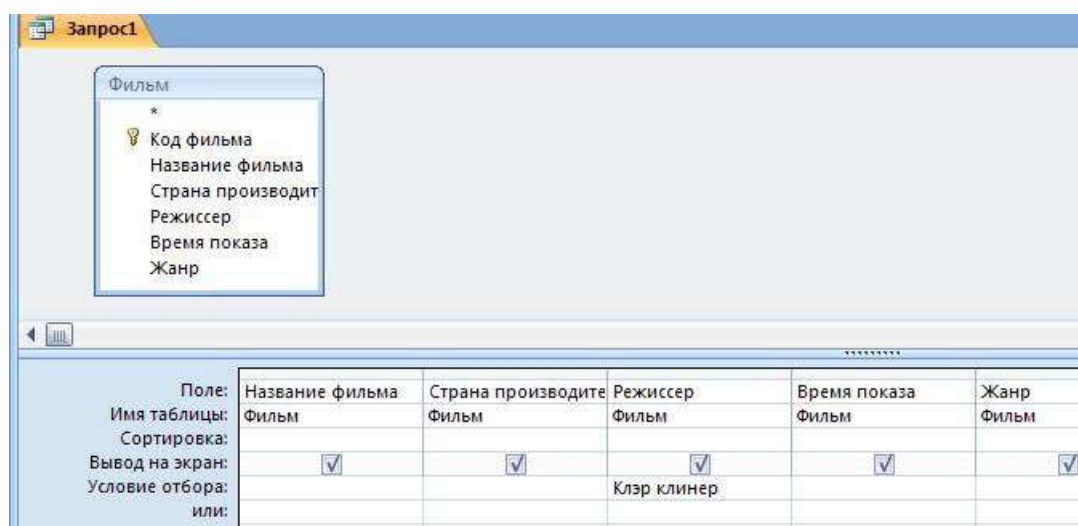 Запрос1
Фильм
*
Код фильма
Название фильма
Страна производит
Режиссер
Время показа
Жанр
Поле: Название фильма Страна производите Режиссер Время показа Жанр
Имя таблицы: Фильм Фильм Фильм Фильм Фильм
Сортировка:
Вывод на экран:
Условие отбора: Клэр клинер
или: